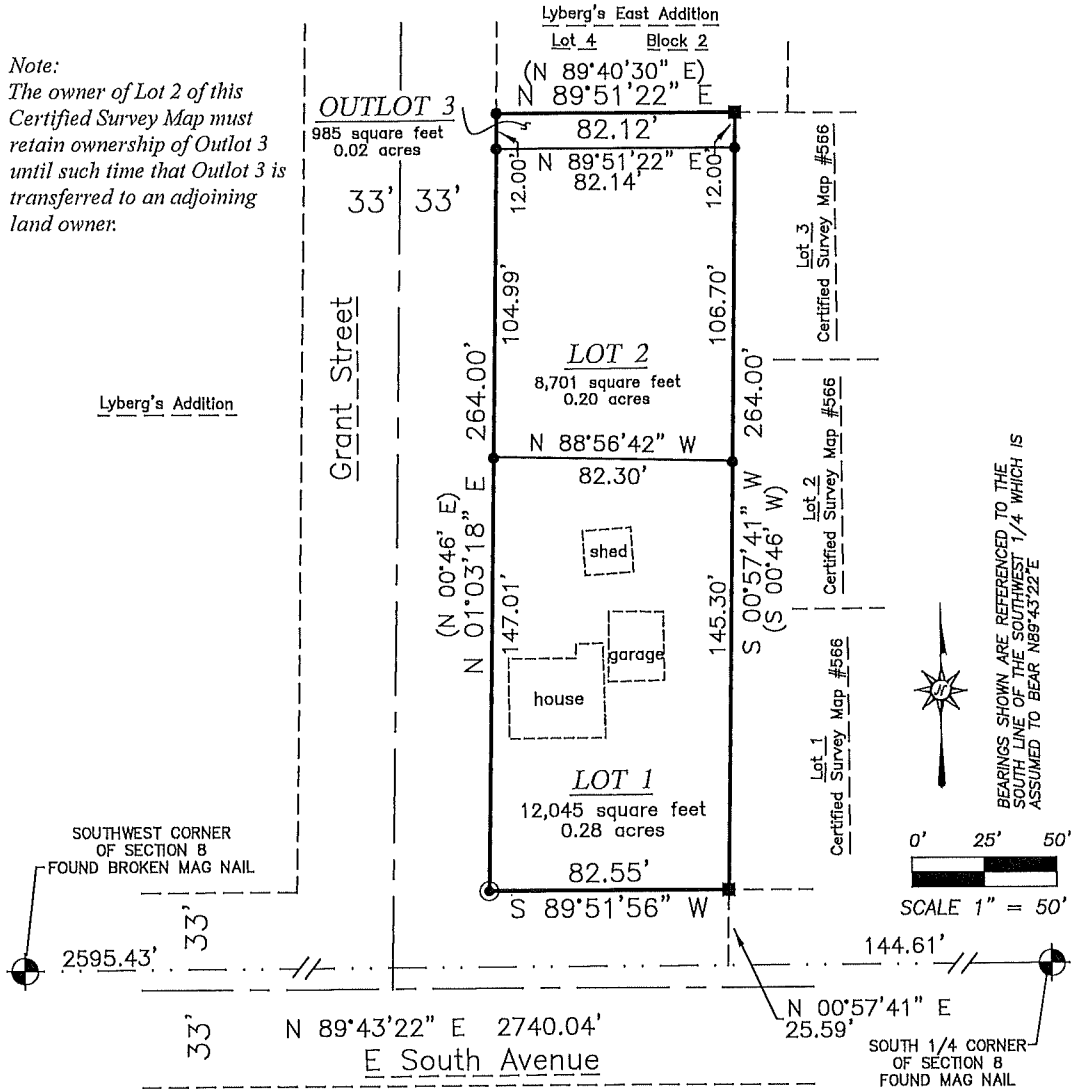 Lyberg's East Addition
Lot 4 Block 2
(N 89°40'30" E)
N 89°51'22" E
Note:
The owner of Lot 2 of this
Certified Survey Map must
retain ownership of Outlot 3
until such time that Outlot 3 is
transferred to an adjoining
land owner.
OUTLOT 3
985 square feet
0.02 acres
82.12'
N 89°51'22" E
82.14'
12.00'
12.00'
33' 33'
104.99'
106.70'
Lot 3
Certified Survey Map #566
Grant Street
Lyberg's Addition
LOT 2
8,701 square feet
0.20 acres
N 88°56'42" W
82.30'
(N 00°46' E)
N 01°03'18" E 264.00'
147.01'
S 00°57'41" W 264.00'
(S 00°46' W)
145.30'
Lot 2
Certified Survey Map #566
shed
garage
house
Lot 1
Certified Survey Map #566
N
BEARINGS SHOWN ARE REFERENCED TO THE
SOUTH LINE OF THE SOUTHWEST 1/4 WHICH IS
ASSUMED TO BEAR N89°43'22"E
LOT 1
12,045 square feet
0.28 acres
82.55'
S 89°51'56" W
0' 25' 50'
SCALE 1" = 50'
SOUTHWEST CORNER
OF SECTION 8
FOUND BROKEN MAG NAIL
33'
2595.43'
144.61'
N 00°57'41" E
25.59'
33'
N 89°43'22" E 2740.04'
E South Avenue
SOUTH 1/4 CORNER
OF SECTION 8
FOUND MAG NAIL